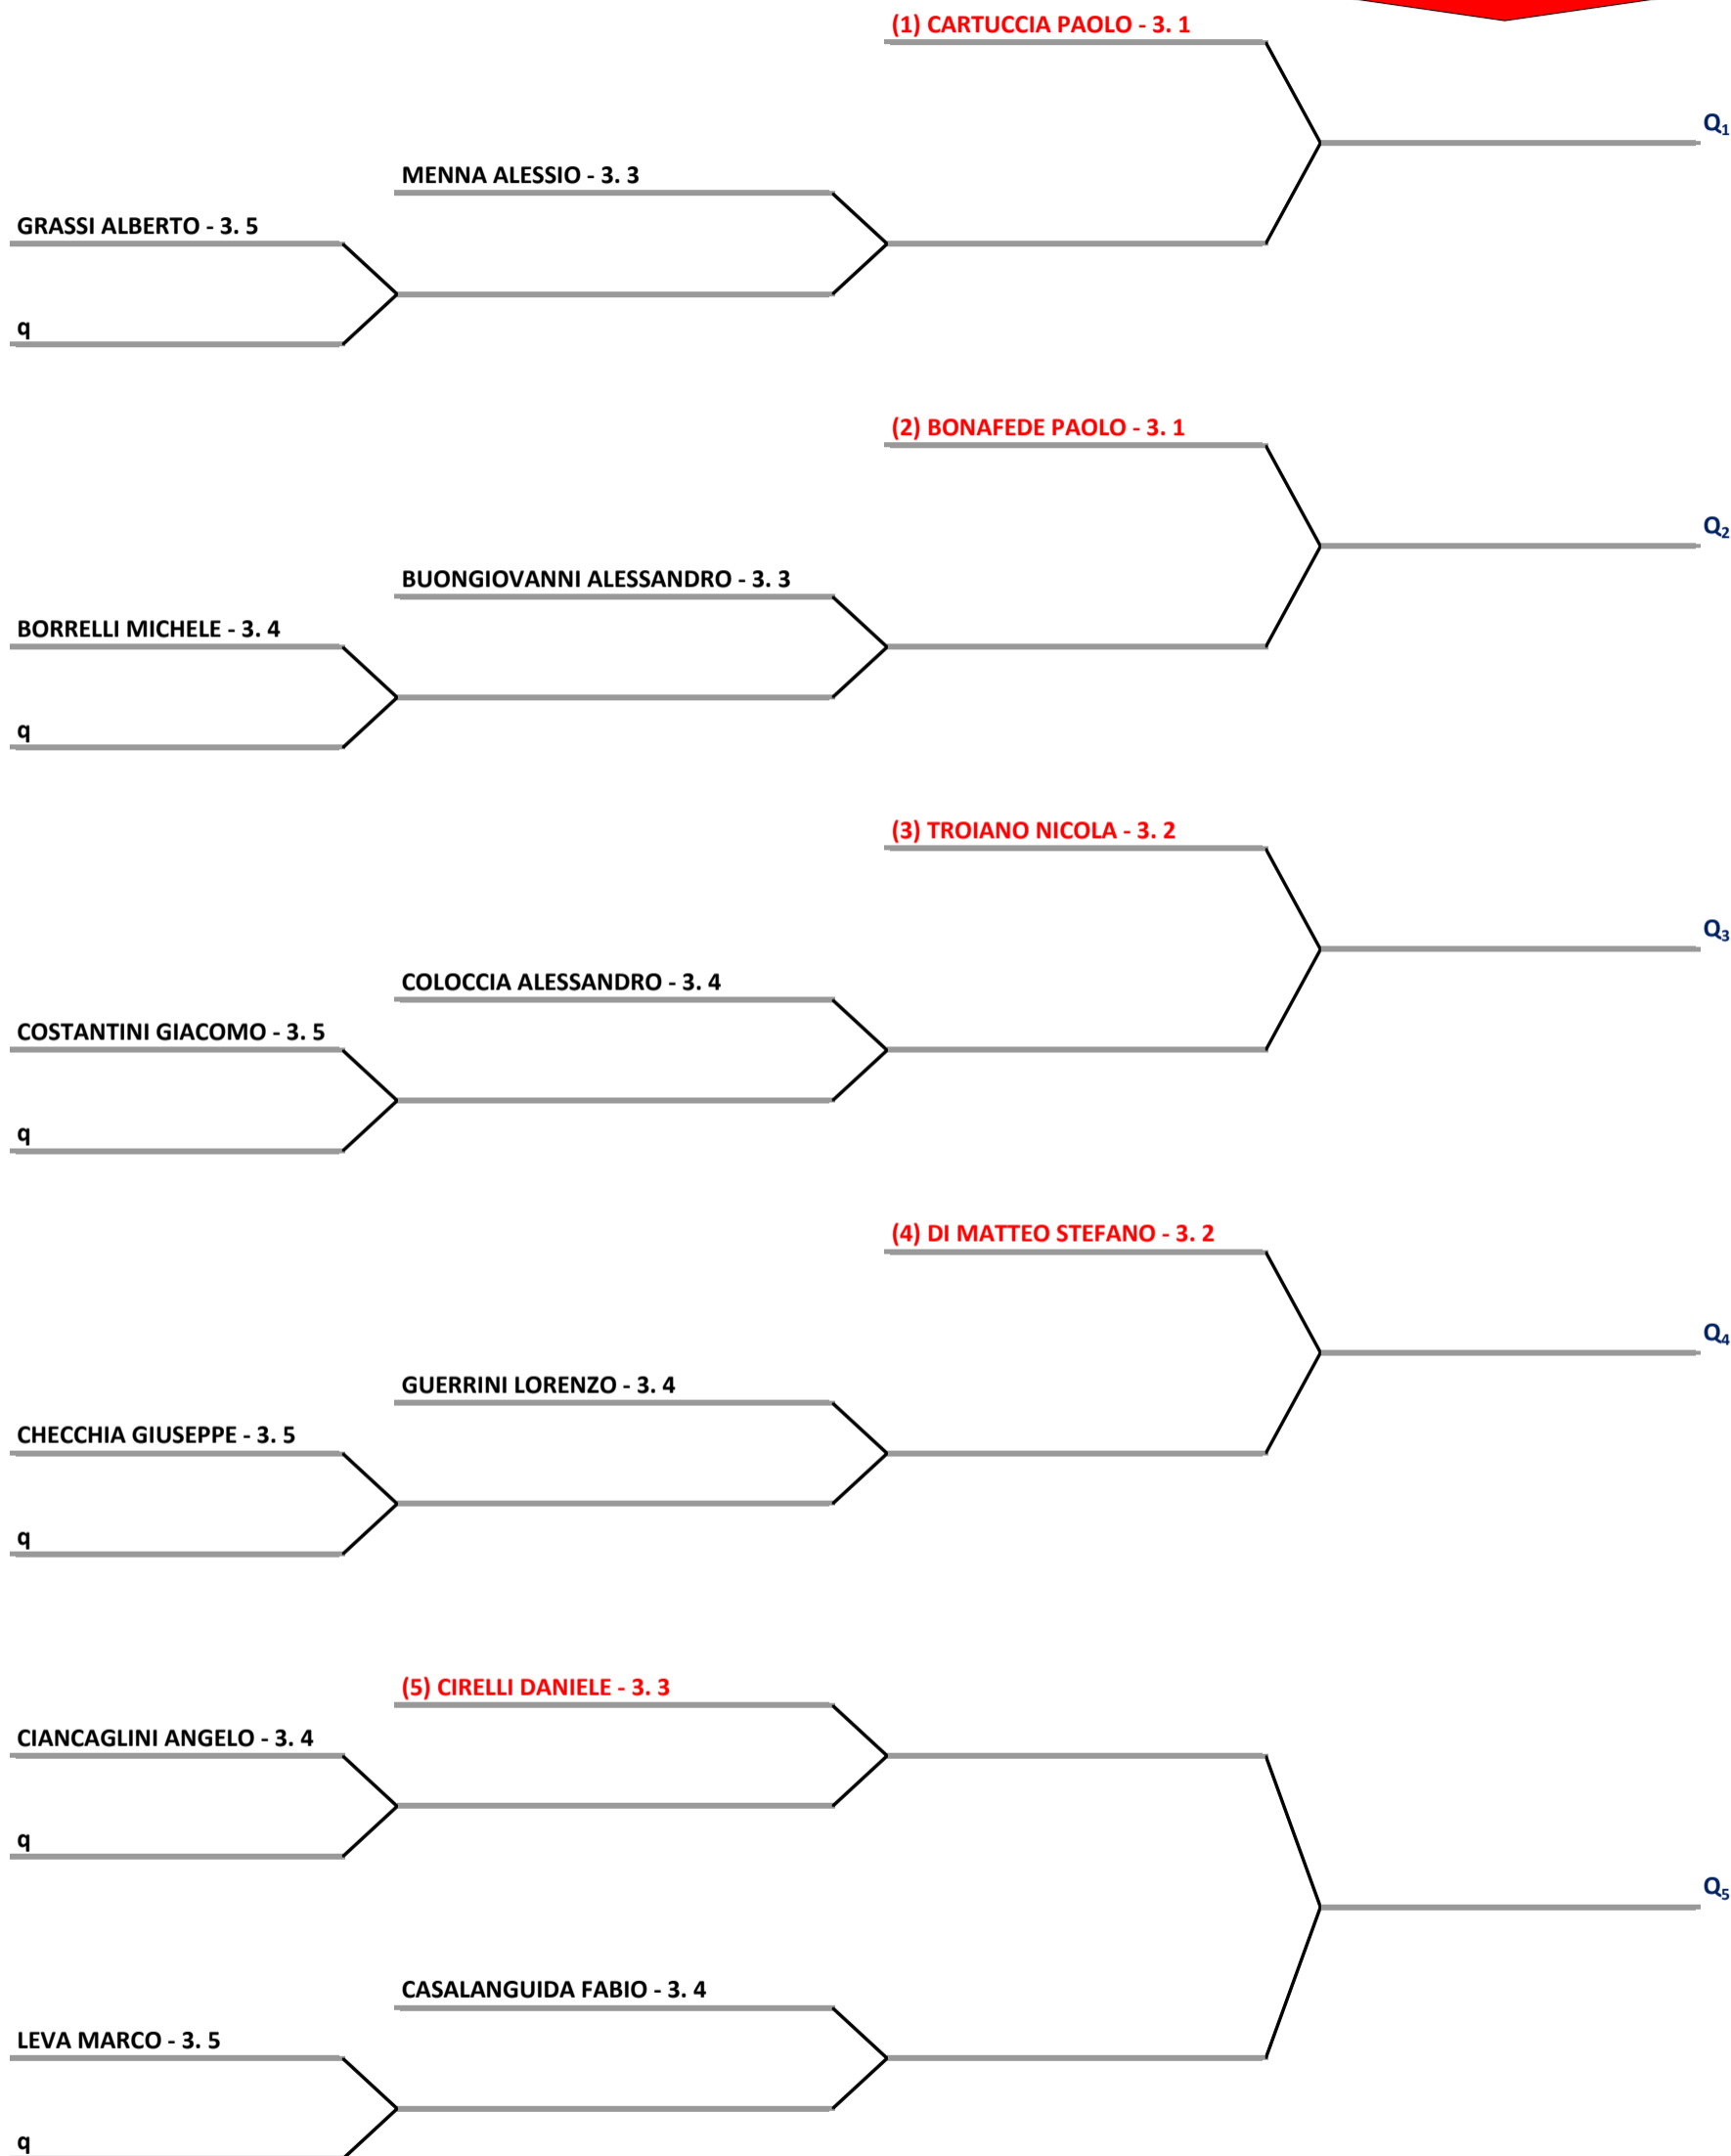 (1) CARTUCCIA PAOLO - 3. 1
Q1
MENNA ALESSIO - 3. 3
GRASSI ALBERTO - 3. 5
q
(2) BONAFEDE PAOLO - 3. 1
Q2
BUONGIOVANNI ALESSANDRO - 3. 3
BORRELLI MICHELE - 3. 4
q
(3) TROIANO NICOLA - 3. 2
Q3
COLOCCIA ALESSANDRO - 3. 4
COSTANTINI GIACOMO - 3. 5
q
(4) DI MATTEO STEFANO - 3. 2
Q4
GUERRINI LORENZO - 3. 4
CHECCHIA GIUSEPPE - 3. 5
q
(5) CIRELLI DANIELE - 3. 3
CIANCAGLINI ANGELO - 3. 4
q
Q5
CASALANGUIDA FABIO - 3. 4
LEVA MARCO - 3. 5
q